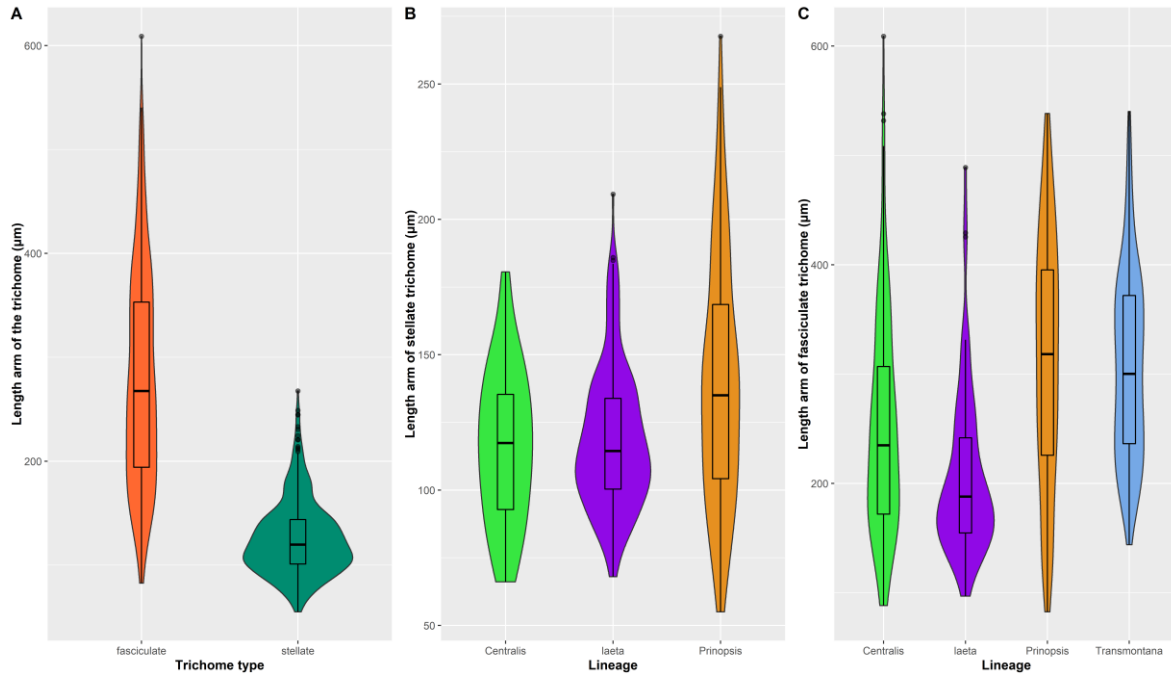 A
Length arm of the trichome (µm)
600
400
200
fasciculate
stellate
Trichome type
B
Length arm of stellate trichome (µm)
250
200
150
100
50
Centralis
laeta
Prinopsis
Lineage
C
Length arm of fasciculate trichome (µm)
600
400
200
Centralis
laeta
Prinopsis
Transmontana
Lineage